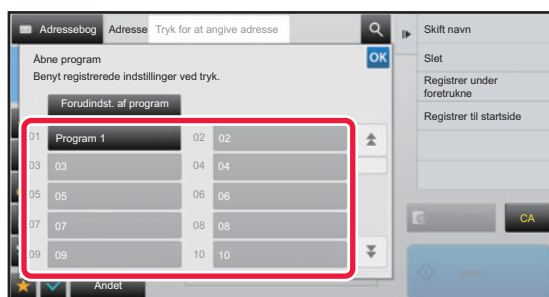 Adressebog Adresse Tryk for at angive adresse
Skift navn
Åbne program OK
Slet
Benyt registrerede indstillinger ved tryk.
Registrer under
foretrukne
Forudindst. af program
Registrer til startside
01 Program 1 02 02
03 03 04 04
05 05 06 06
07 07 08 08
CA
09 09 10 10
Start
Andet